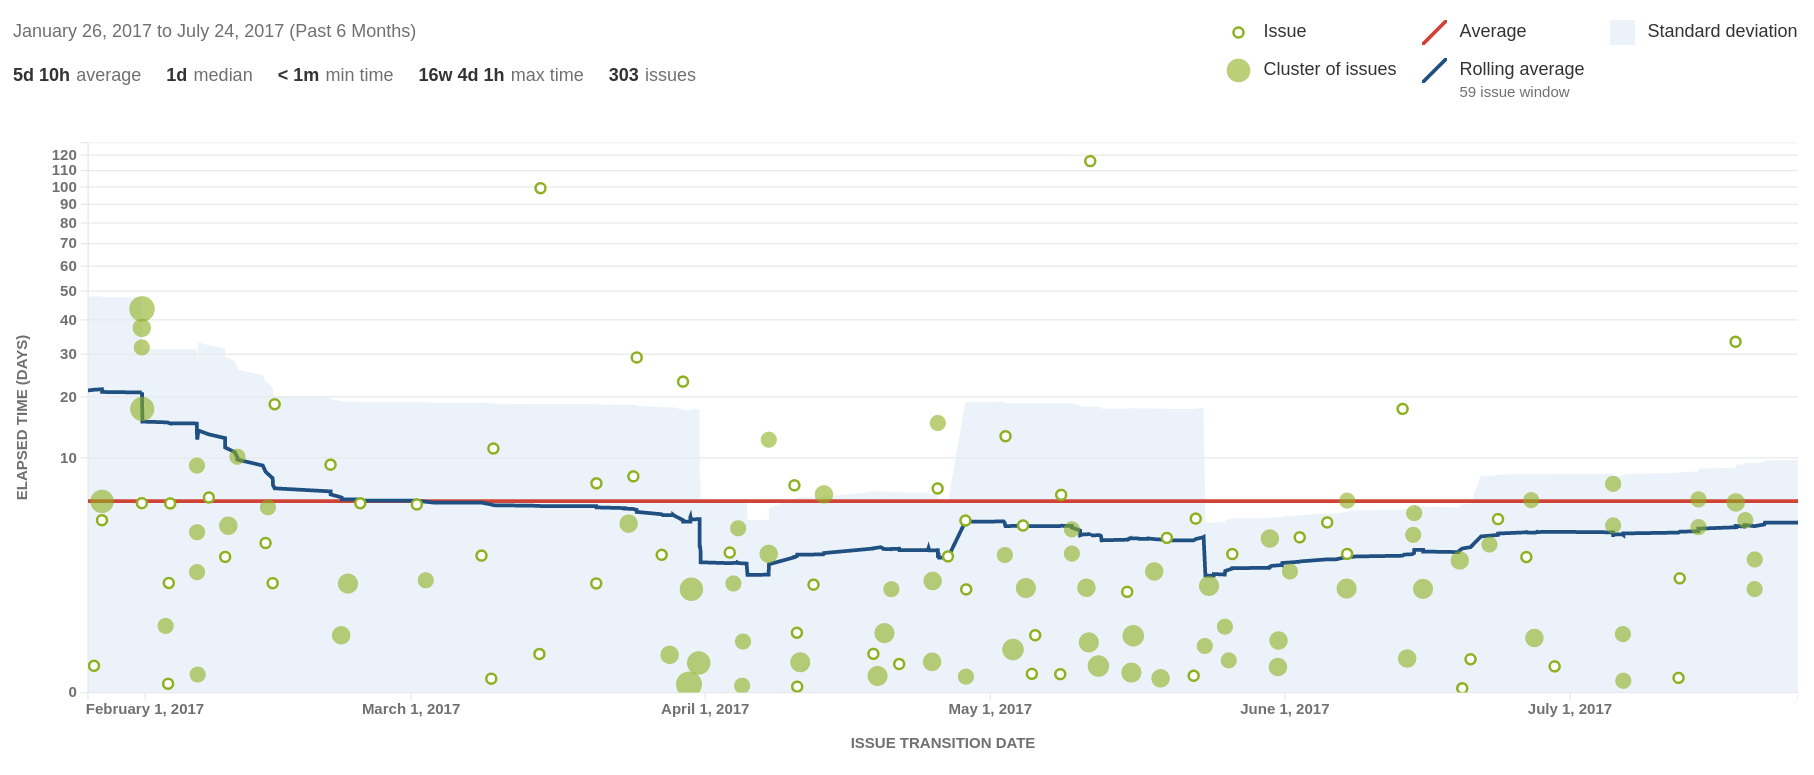 January 26, 2017 to July 24, 2017 (Past 6 Months)
5d 10h average 1d median < 1m min time 16w 4d 1h max time 303 issues
Issue
Average
Standard deviation
Cluster of issues
Rolling average
59 issue window
ELAPSED TIME (DAYS)
120
110
100
90
80
70
60
50
40
30
20
10
0
February 1, 2017 March 1, 2017 April 1, 2017 May 1, 2017 June 1, 2017 July 1, 2017
ISSUE TRANSITION DATE